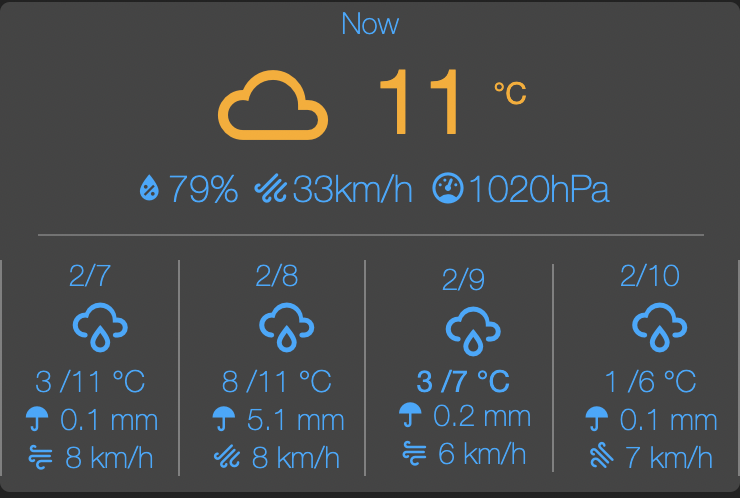 Now
11 °C
79% 33km/h 1020hPa
2/7 2/8 2/9 2/10
3 /11 °C 8 /11 °C 3 /7 °C 1 /6 °C
0.1 mm 5.1 mm 0.2 mm 0.1 mm
8 km/h 8 km/h 6 km/h 7 km/h